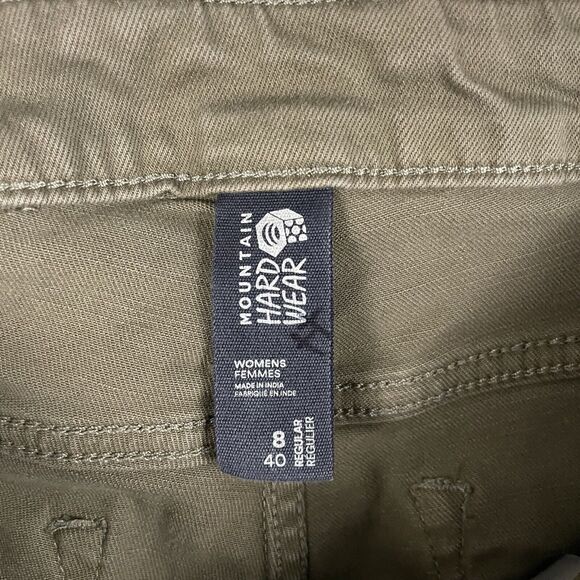 MOUNTAIN
HARD
WEAR
WOMENS
FEMMES
MADE IN INDIA
FABRIQUÉ EN INDE
8
40
REGULAR
RÉGULIER